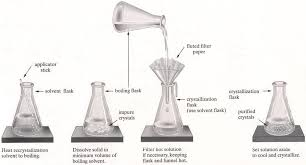 fluted filter
paper
applicator
stick
solvent flask
boiling flask
impure
crystals
crystallization
flask
(use solvent flask)
crystallization
flask
purified
crystals
Heat recrystallization
solvent to boiling.
Dissolve solid in
minimum volume of
boiling solvent.
Filter hot solution
if necessary, keeping
flask and funnel hot.
Set solution aside
to cool and crystallize.